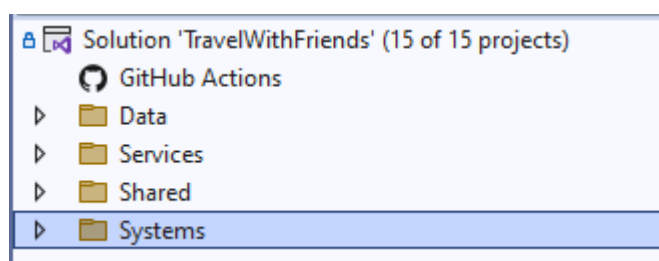 Solution 'TravelWithFriends' (15 of 15 projects)
GitHub Actions
Data
Services
Shared
Systems